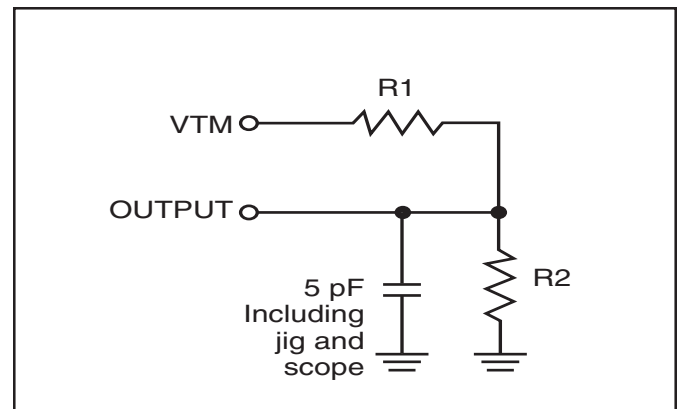 R1
VTM
OUTPUT
R2
5 pF
Including
jig and
scope